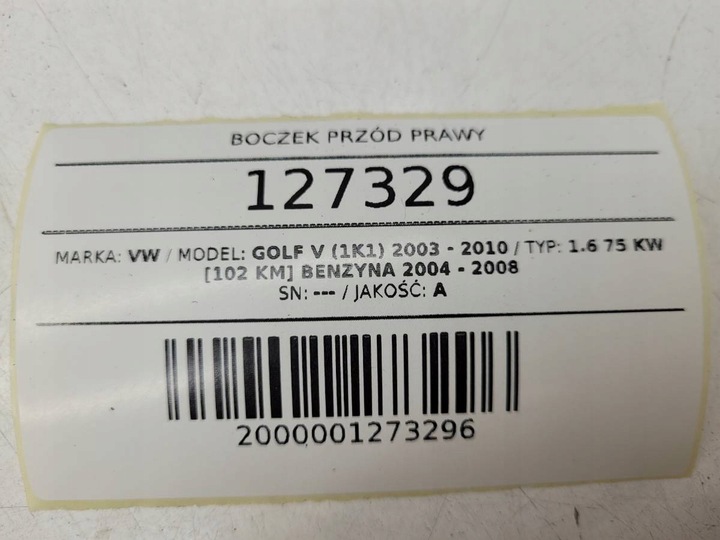 BOCZEK PRZÓD PRAWY
127329
MARKA: VW / MODEL: GOLF V (1K1) 2003 - 2010 / TYP: 1.6 75 KW
[102 KM] BENZYNA 2004 - 2008
SN: --- / JAKOŚĆ: A
2000001273296